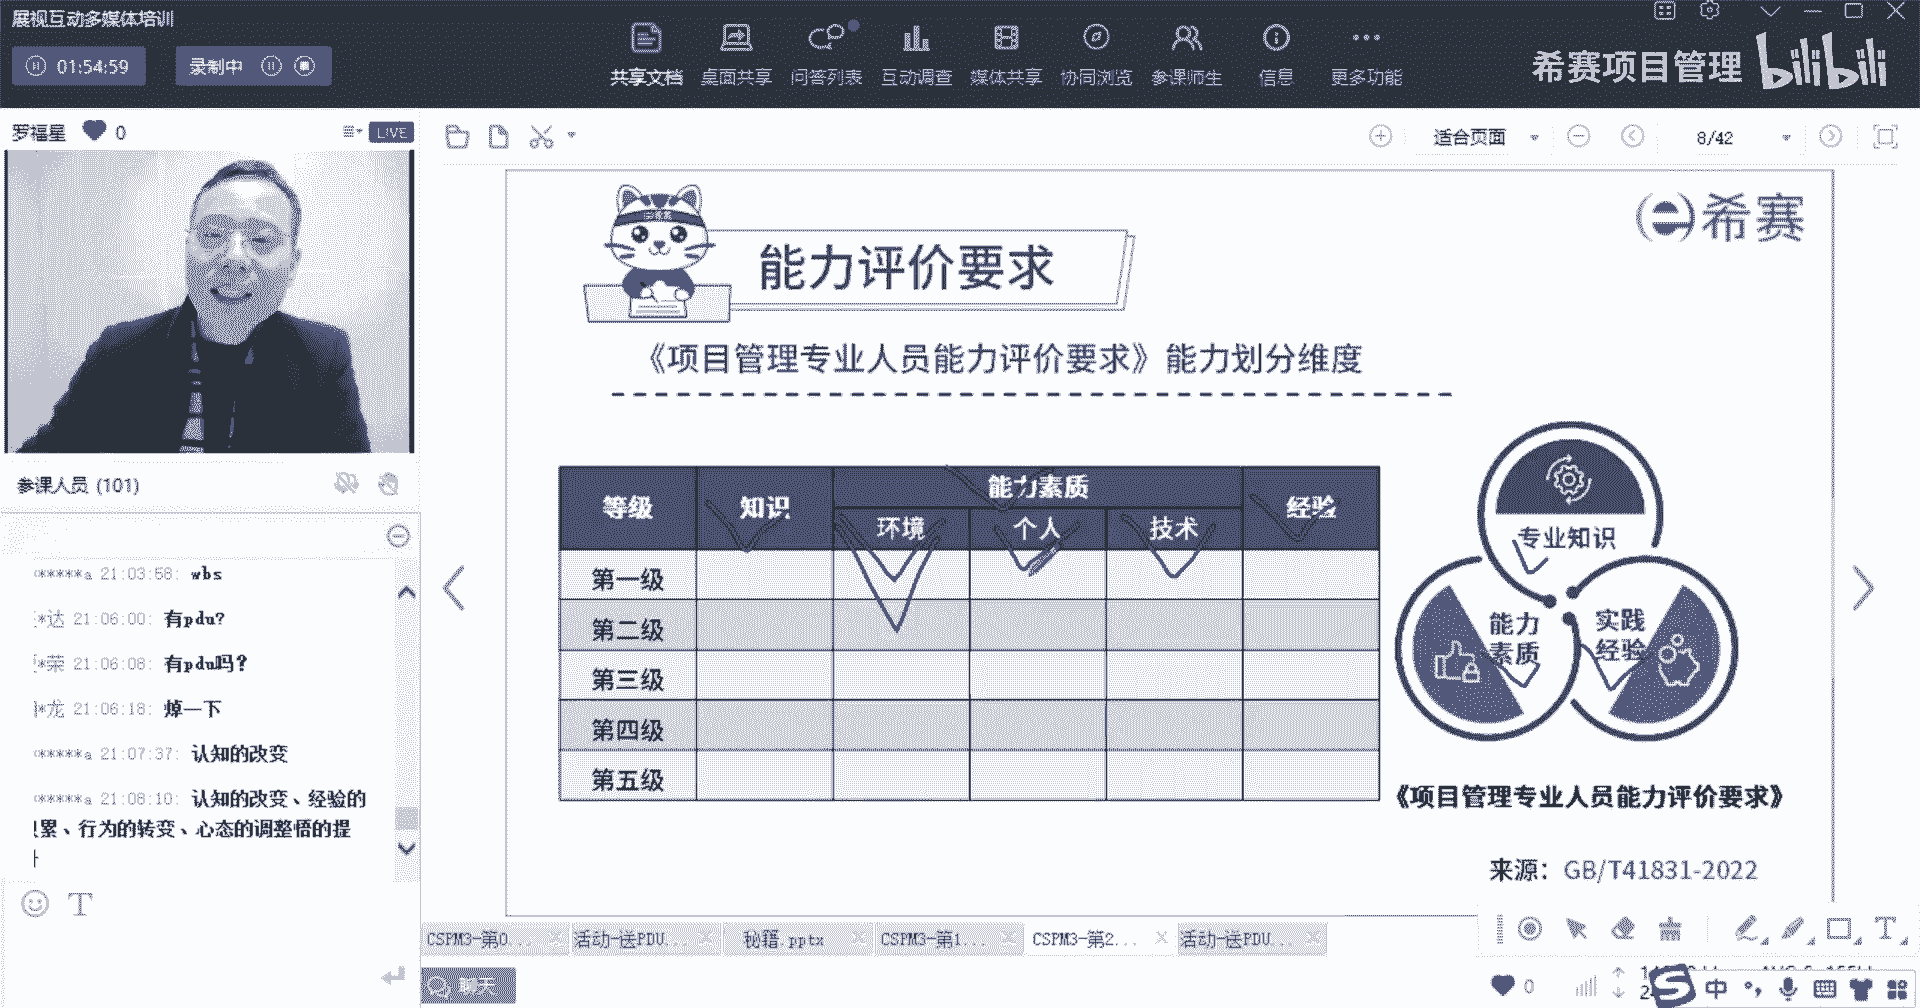 展视互动多媒体培训
01:54:59
录制中
共享文档 桌面共享 问答列表 互动调查 媒体共享 协同浏览 参课师生 信息 更多功能
希赛项目管理 bilibili
罗福星 0 LIVE
适合页面 8/42
希赛
能力评价要求
《项目管理专业人员能力评价要求》能力划分维度
等级 知识 能力素质 经验
环境 个人 技术
第一级
第二级
第三级
第四级
第五级
专业知识
能力
素质
实践
经验
《项目管理专业人员能力评价要求》
来源：GB/T41831-2022
参课人员 (101)
******a 21:03:58: wbs
*达 21:06:00: 有pdu?
*荣 21:06:08: 有pdu吗?
*龙 21:06:18: 焯一下
******a 21:07:37: 认知的改变
******a 21:08:10: 认知的改变、经验的
累、行为的转变、心态的调整悟的提
T
CSPM3-第0... 活动-送PDU... 秘籍.pptx CSPM3-第1... CSPM3-第2... 活动-送PDU...
聊天
T
0
中